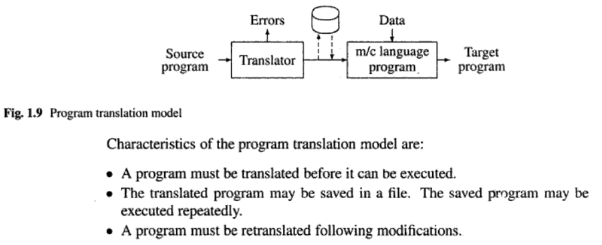 Errors
Data
Source
program
Translator
m/c language
program
Target
program
Fig. 1.9 Program translation model
Characteristics of the program translation model are:
• A program must be translated before it can be executed.
• The translated program may be saved in a file. The saved program may be
executed repeatedly.
• A program must be retranslated following modifications.